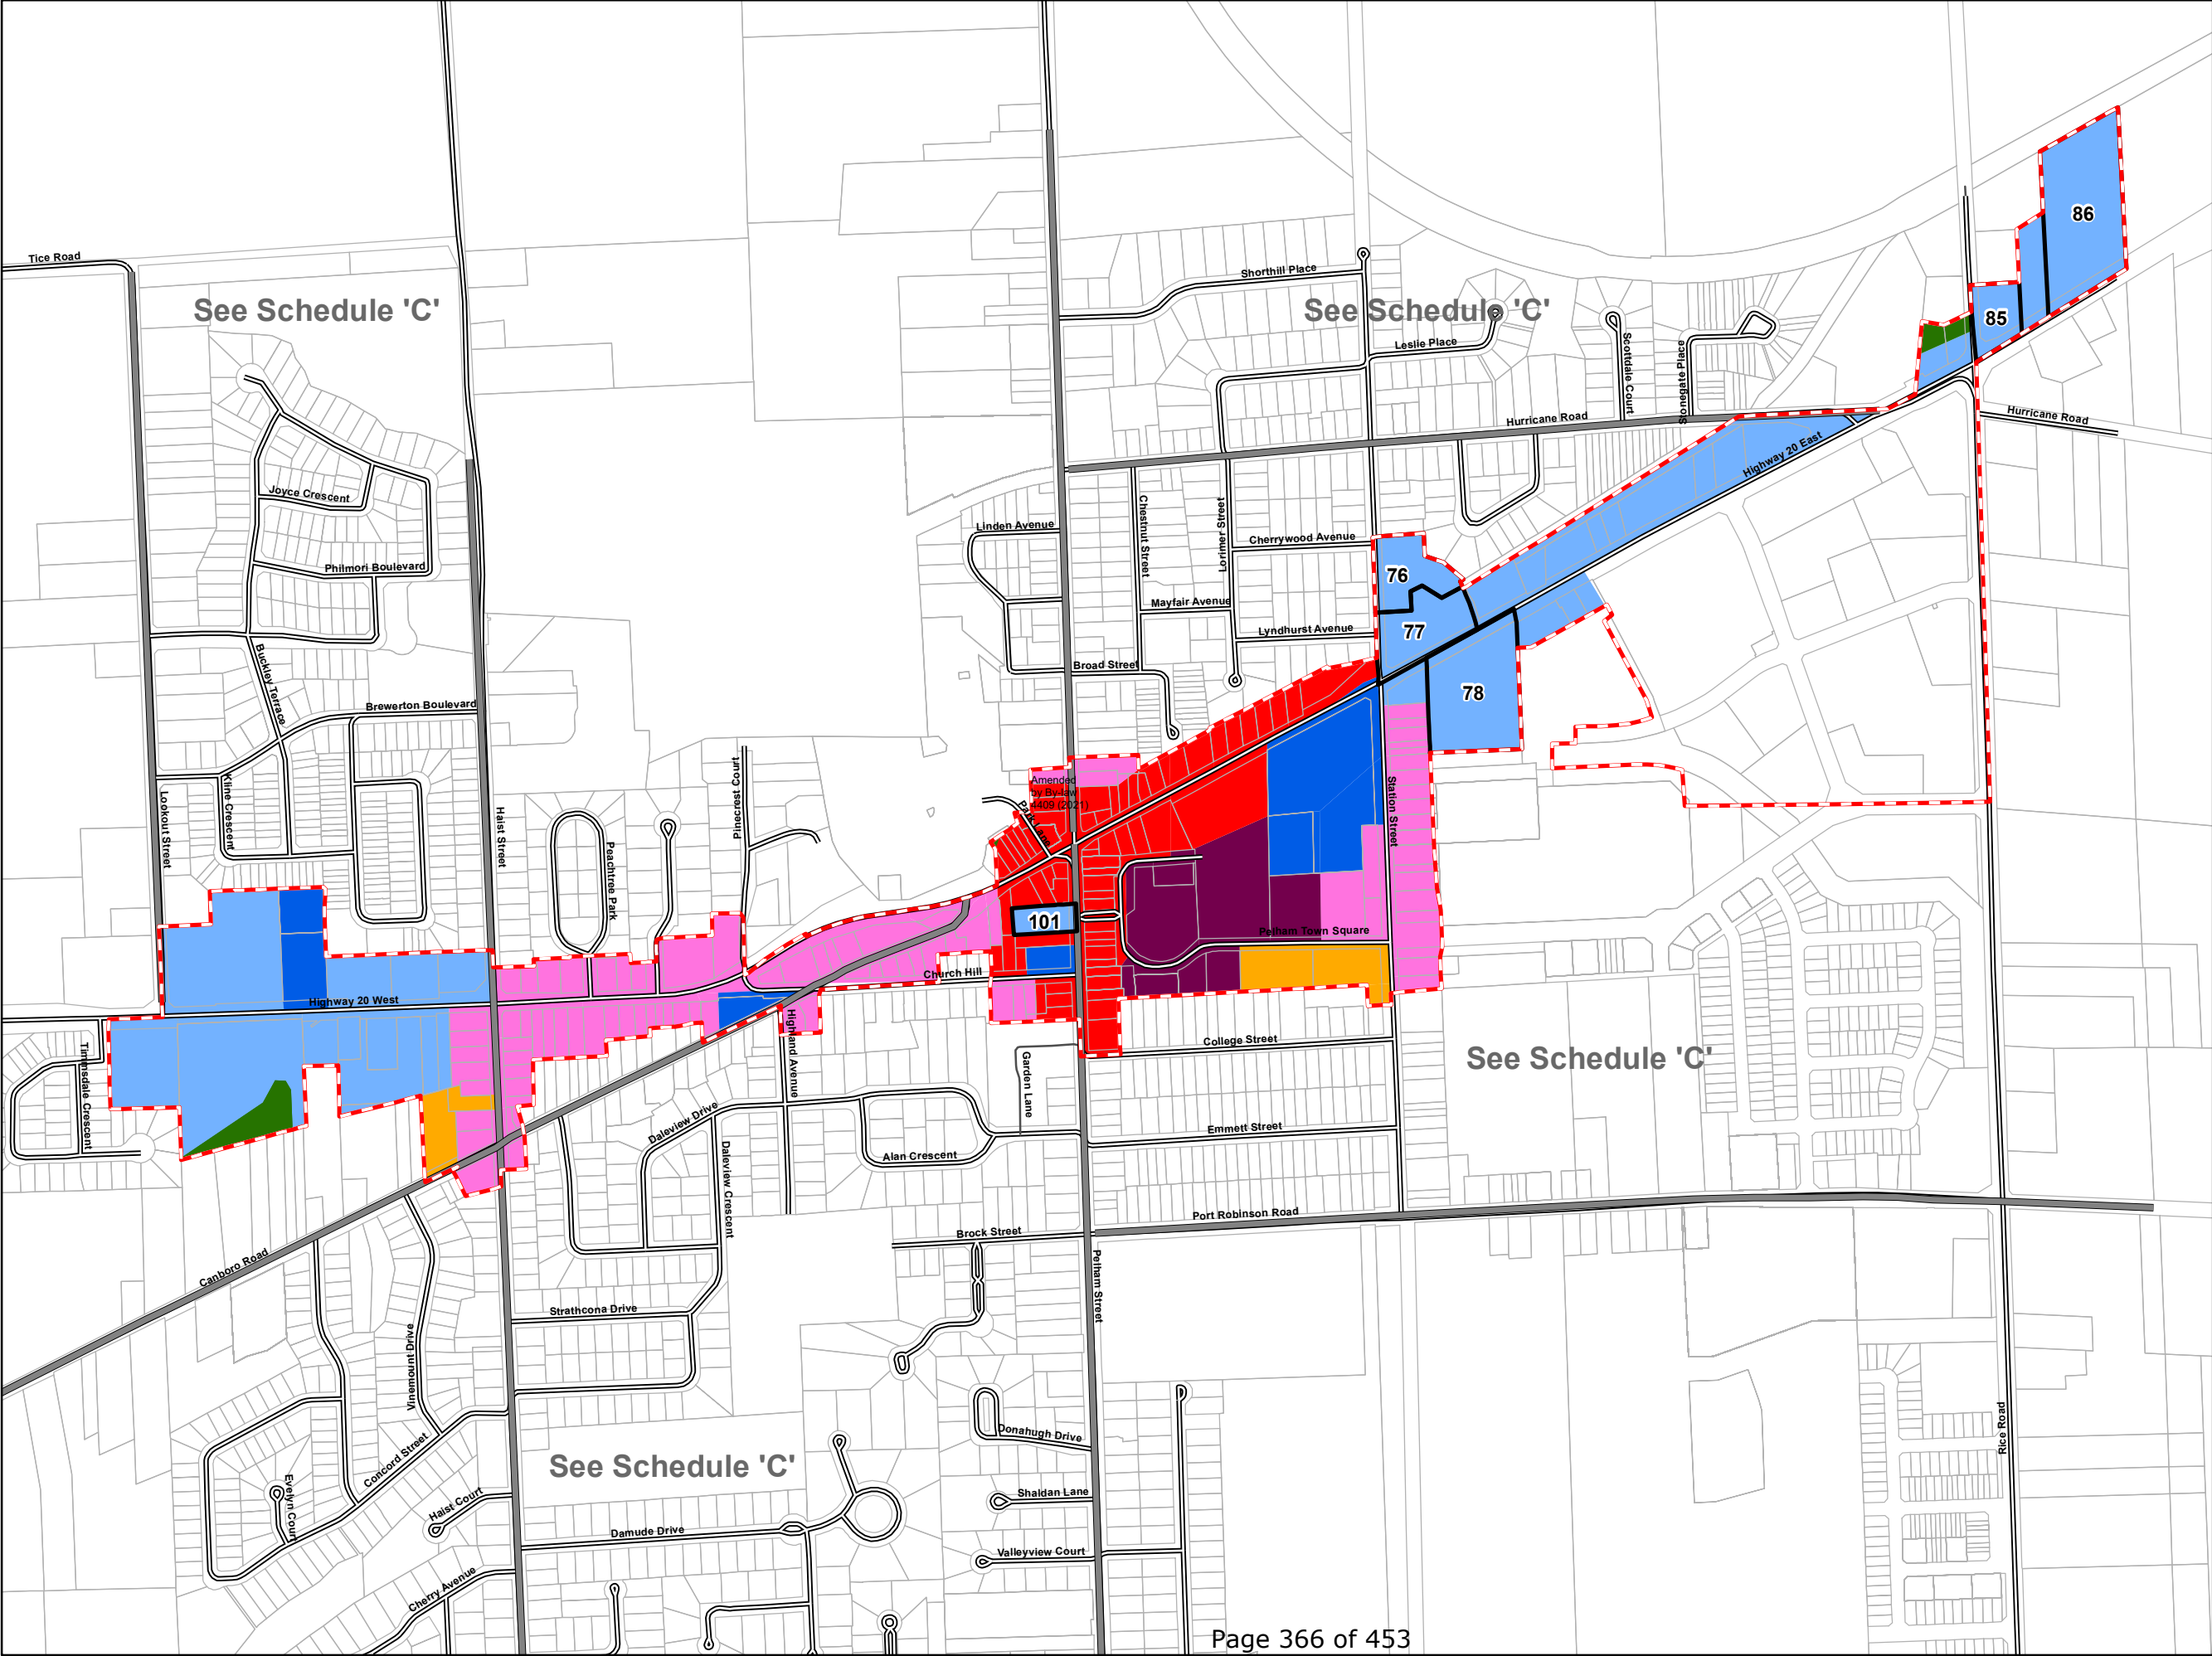 86
Tice Road
Shorthill Place
See Schedule 'C'
See Schedule 'C'
85
Leslie Place
Scottdale Court
Stonegate Place
Hurricane Road
Hurricane Road
Highway 20 East
Joyce Crescent
Chestnut Street
Lorimer Street
Linden Avenue
Cherrywood Avenue
Philmori Boulevard
76
Mayfair Avenue
77
Lyndhurst Avenue
Buckley Terrace
Broad Street
78
Brewerton Boulevard
Pinecrest Court
Amended
by By-law
4409 (2021)
Park Lane
Station Street
Kline Crescent
Lookout Street
Haist Street
Peachtree Park
101
Pelham Town Square
Church Hill
Highway 20 West
Highland Avenue
College Street
See Schedule 'C'
Timmsdale Crescent
Garden Lane
Daleview Drive
Emmett Street
Alan Crescent
Daleview Crescent
Port Robinson Road
Brock Street
Canboro Road
Pelham Street
Strathcona Drive
Vinemount Drive
Donahugh Drive
Rice Road
Concord Street
See Schedule 'C'
Evelyn Court
Haist Court
Shaldan Lane
Damude Drive
Valleyview Court
Cherry Avenue
Page 366 of 453